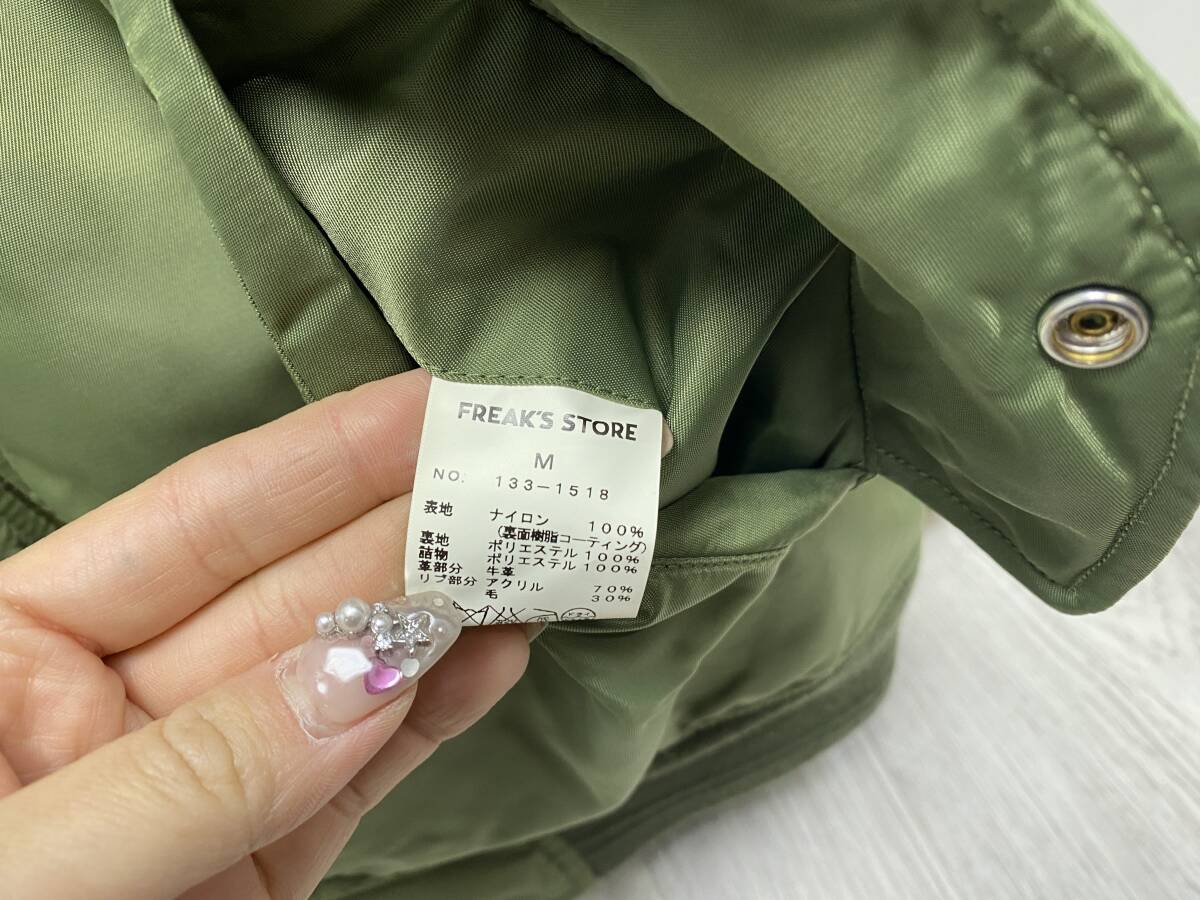 FREAK'S STORE
M
NO. 133-1518
表地 ナイロン 100%
(裏面樹脂コーティング)
裏地 ポリエステル 100%
詰物 ポリエステル 100%
革部分 牛革
リブ部分 アクリル 70%
毛 30%